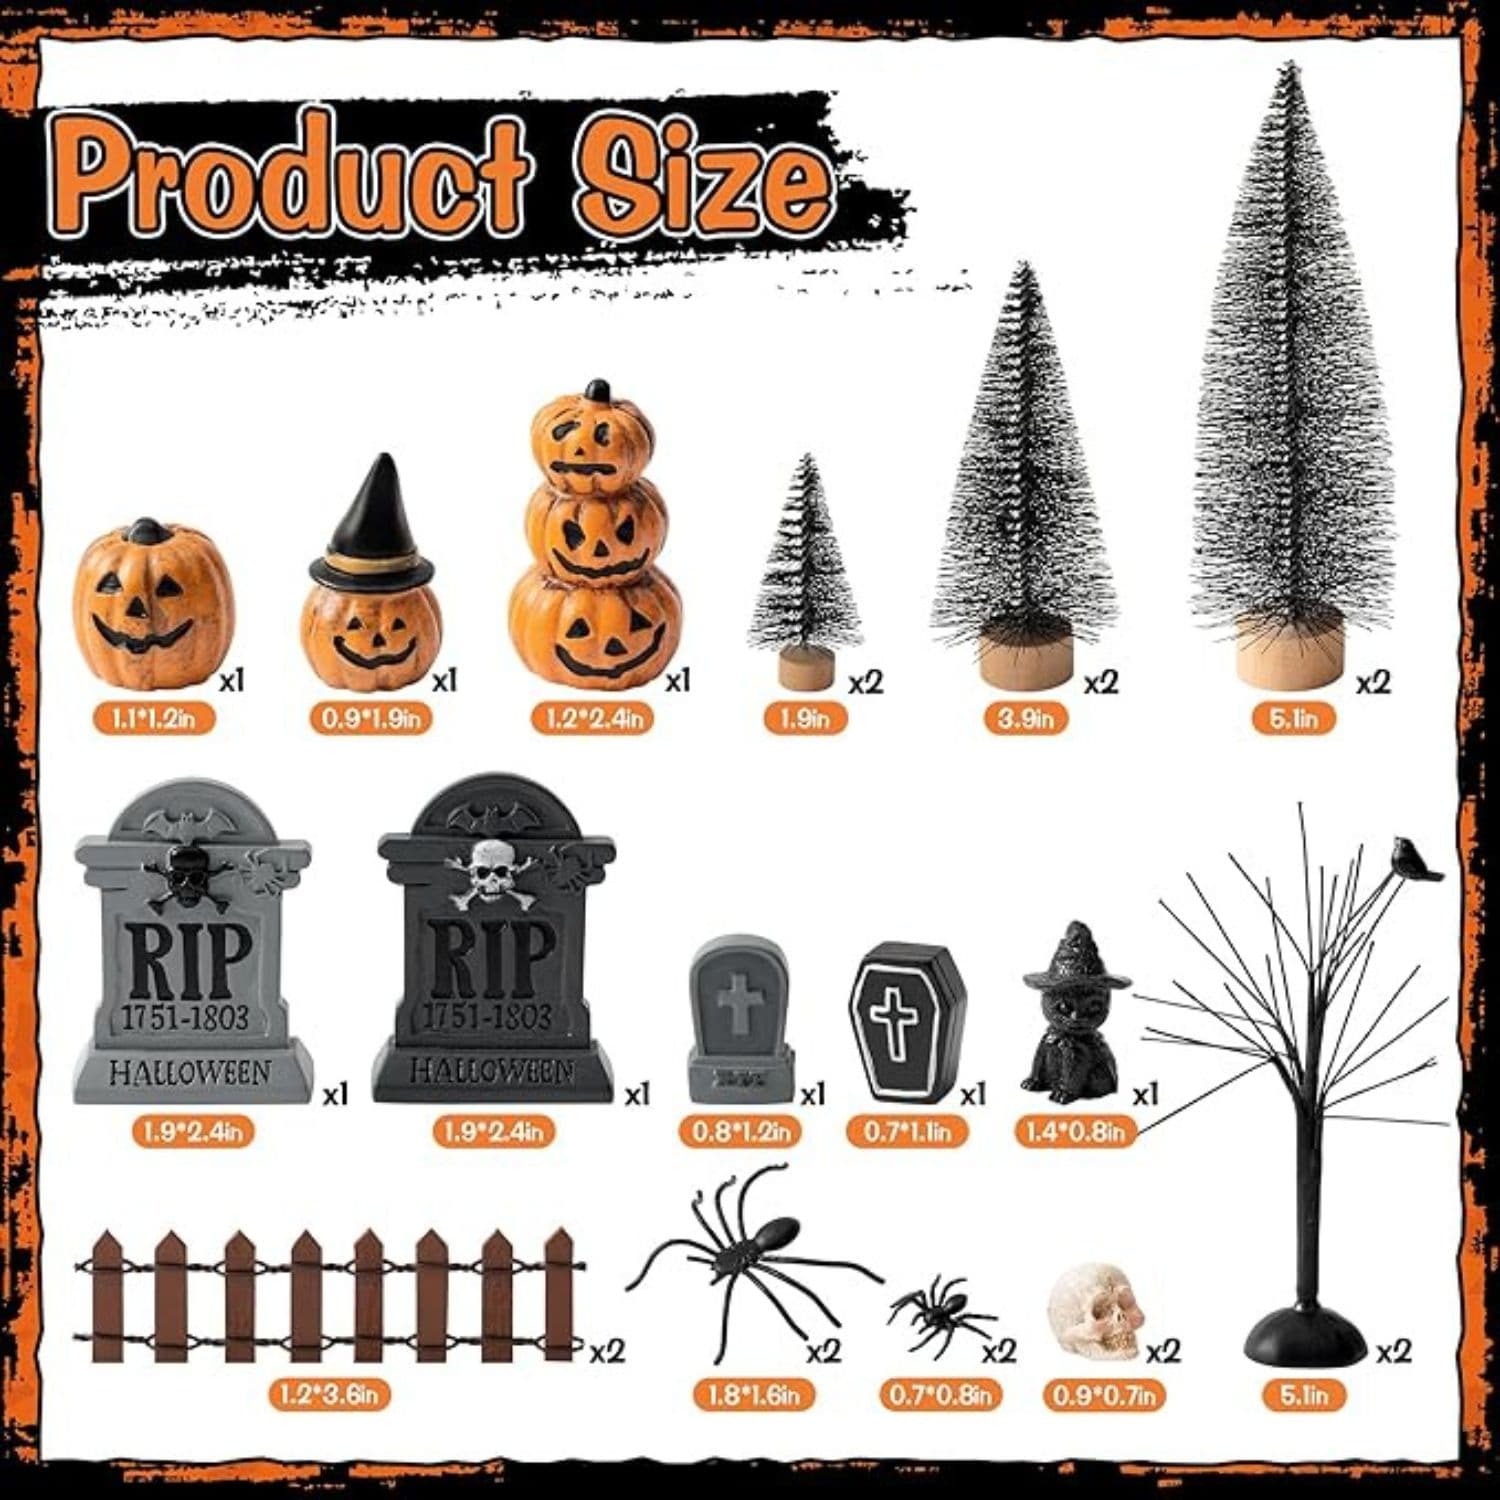 Product Size
x1
x1
x1
x2
x2
x2
1.1*1.2in
0.9*1.9in
1.2*2.4in
1.9in
3.9in
5.1in
RIP
1751-1803
HALLOWEEN
x1
RIP
1751-1803
HALLOWEEN
x1
x1
x1
x1
1.9*2.4in
1.9*2.4in
0.8*1.2in
0.7*1.1in
1.4*0.8in
x2
x2
x2
x2
x2
1.2*3.6in
1.8*1.6in
0.7*0.8in
0.9*0.7in
5.1in